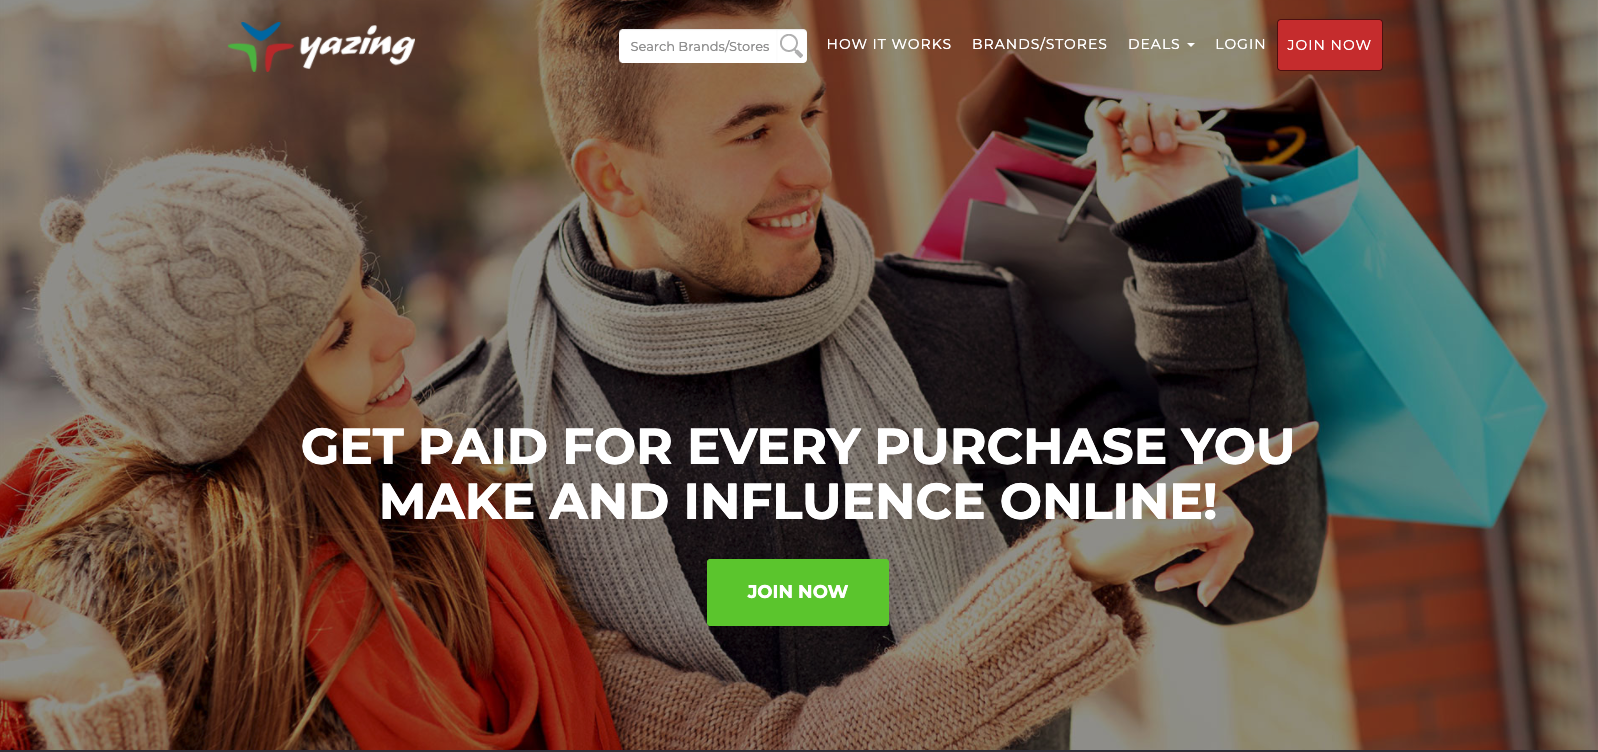 yazing
Search Brands/Stores
HOW IT WORKS
BRANDS/STORES
DEALS
LOGIN
JOIN NOW
GET PAID FOR EVERY PURCHASE YOU
MAKE AND INFLUENCE ONLINE!
JOIN NOW